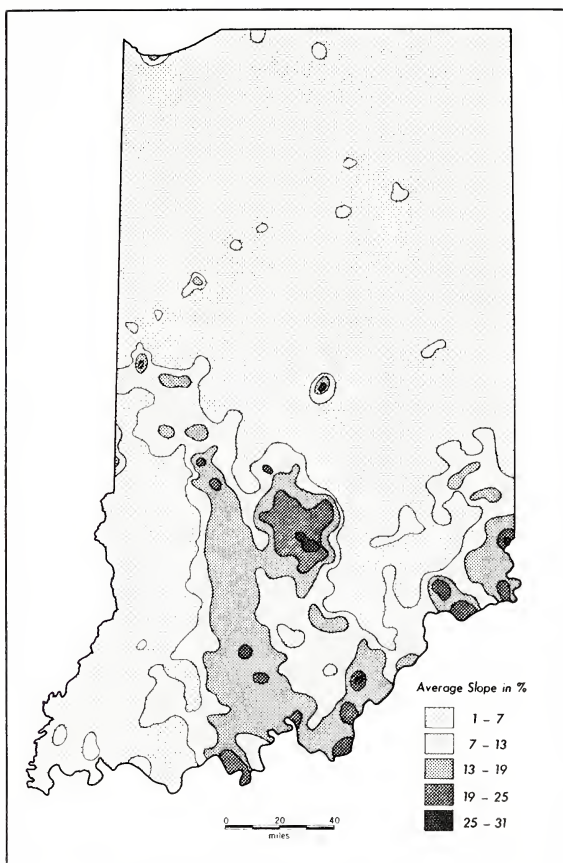 Average Slope in %
1 – 7
7 – 13
13 – 19
19 – 25
25 – 31
0 20 40
miles